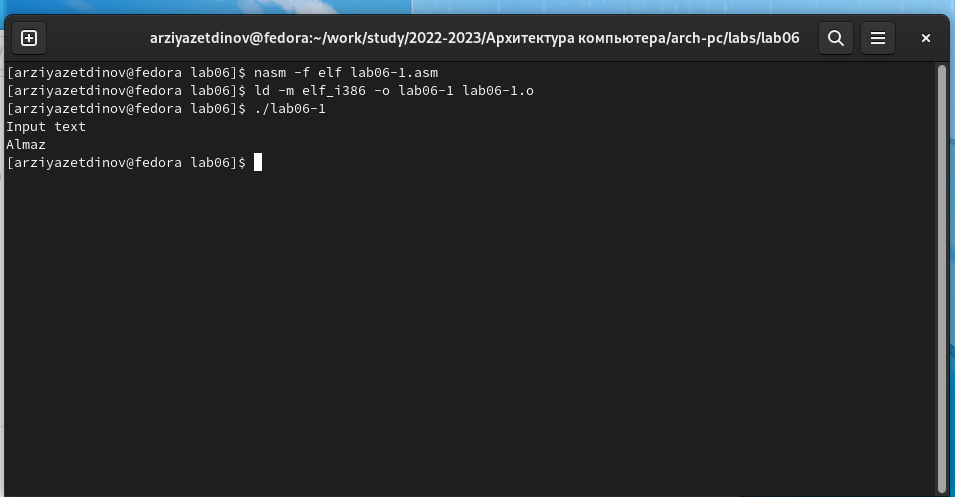 arziyazetdinov@fedora:~/work/study/2022-2023/Архитектура компьютера/arch-pc/labs/lab06
[arziyazetdinov@fedora lab06]$ nasm -f elf lab06-1.asm
[arziyazetdinov@fedora lab06]$ ld -m elf_i386 -o lab06-1 lab06-1.o
[arziyazetdinov@fedora lab06]$ ./lab06-1
Input text
Almaz
[arziyazetdinov@fedora lab06]$